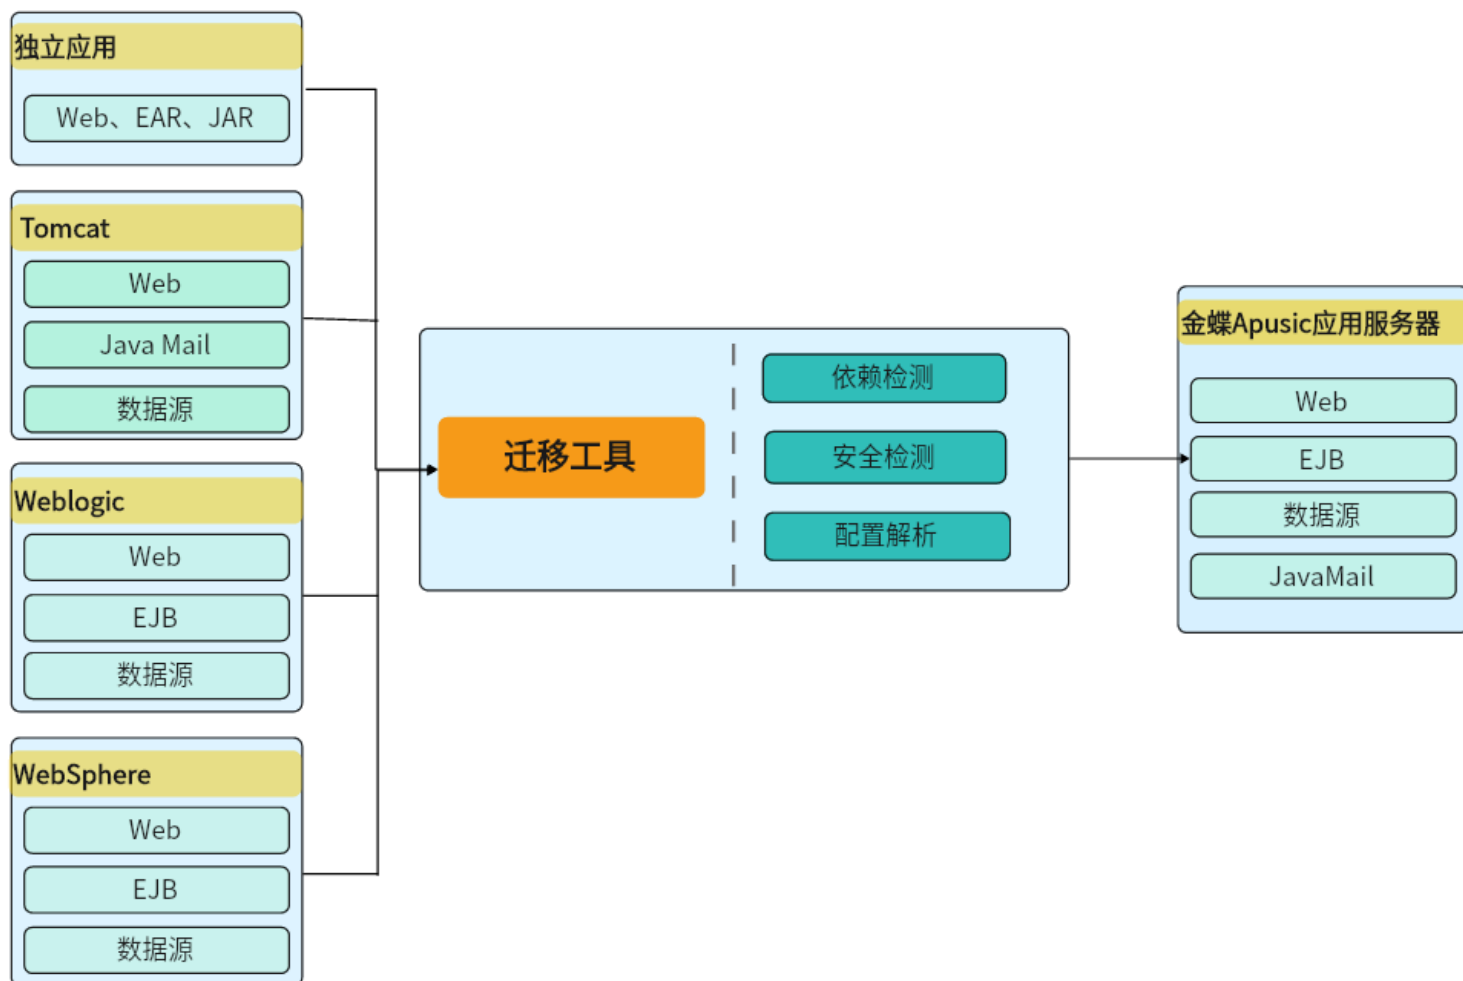 独立应用
Web、EAR、JAR
Tomcat
Web
Java Mail
数据源
Weblogic
Web
EJB
数据源
WebSphere
Web
EJB
数据源
迁移工具
依赖检测
安全检测
配置解析
金蝶Apusic应用服务器
Web
EJB
数据源
JavaMail